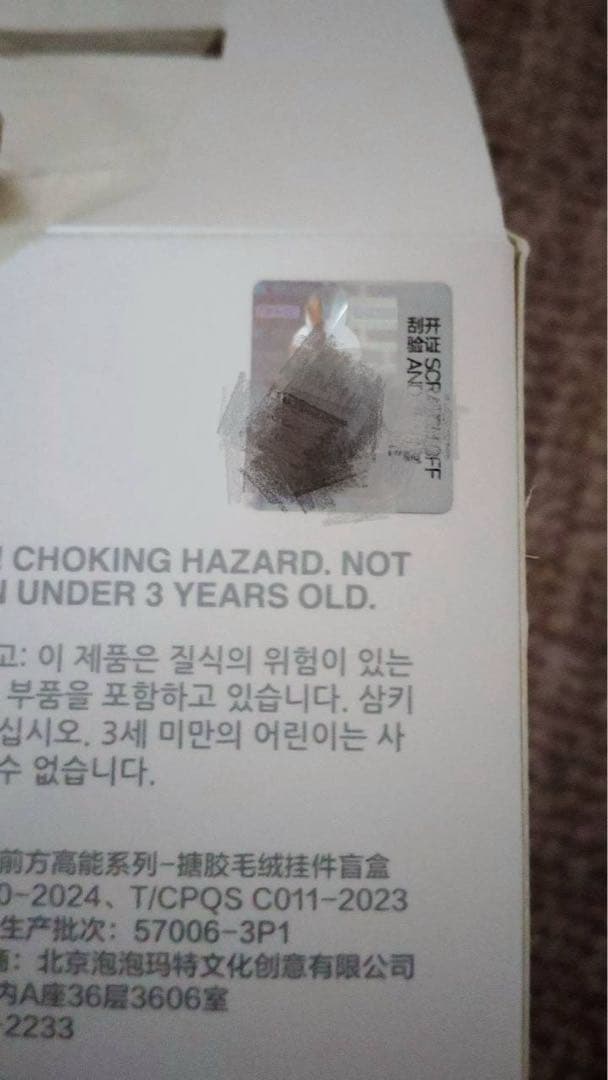 开盒 SCRATCH OFF
刮验 AND
! CHOKING HAZARD. NOT
UNDER 3 YEARS OLD.
고: 이 제품은 질식의 위험이 있는
부품을 포함하고 있습니다. 삼키
십시오. 3세 미만의 어린이는 사
수 없습니다.
前方高能系列-搪胶毛绒挂件盲盒
0-2024、T/CPQS C011-2023
生产批次：57006-3P1
商：北京泡泡玛特文化创意有限公司
内A座36层3606室
-2233